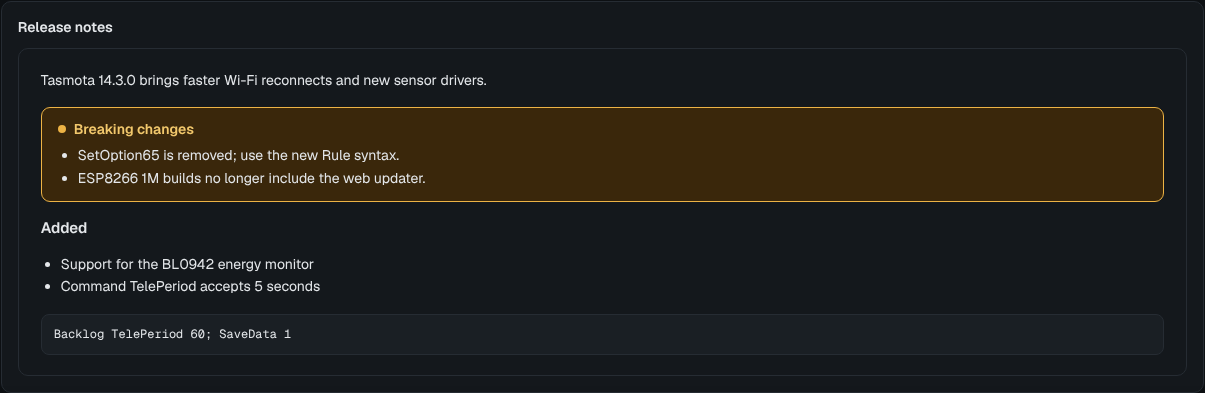 Release notes
Tasmota 14.3.0 brings faster Wi-Fi reconnects and new sensor drivers.
Breaking changes
SetOption65 is removed; use the new Rule syntax.
ESP8266 1M builds no longer include the web updater.
Added
Support for the BL0942 energy monitor
Command TelePeriod accepts 5 seconds
Backlog TelePeriod 60; SaveData 1